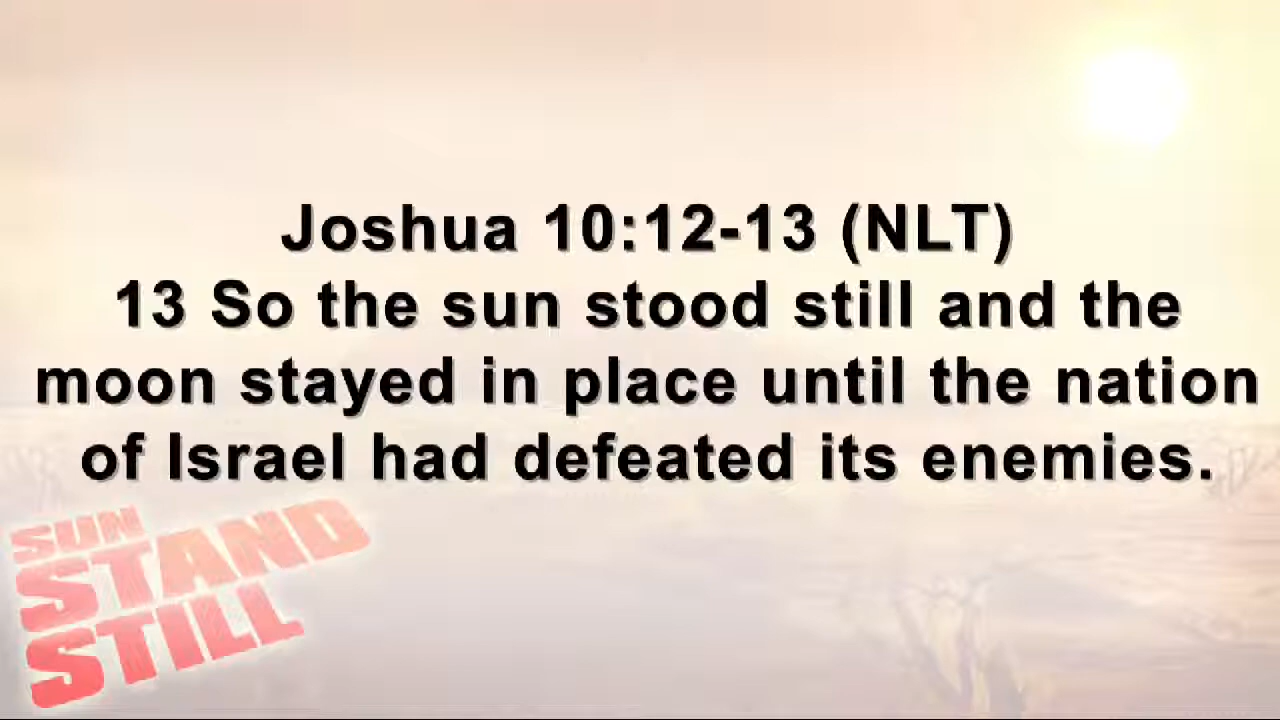 Joshua 10:12-13 (NLT)
13 So the sun stood still and the
moon stayed in place until the nation
of Israel had defeated its enemies.
SUN
STAND
STILL